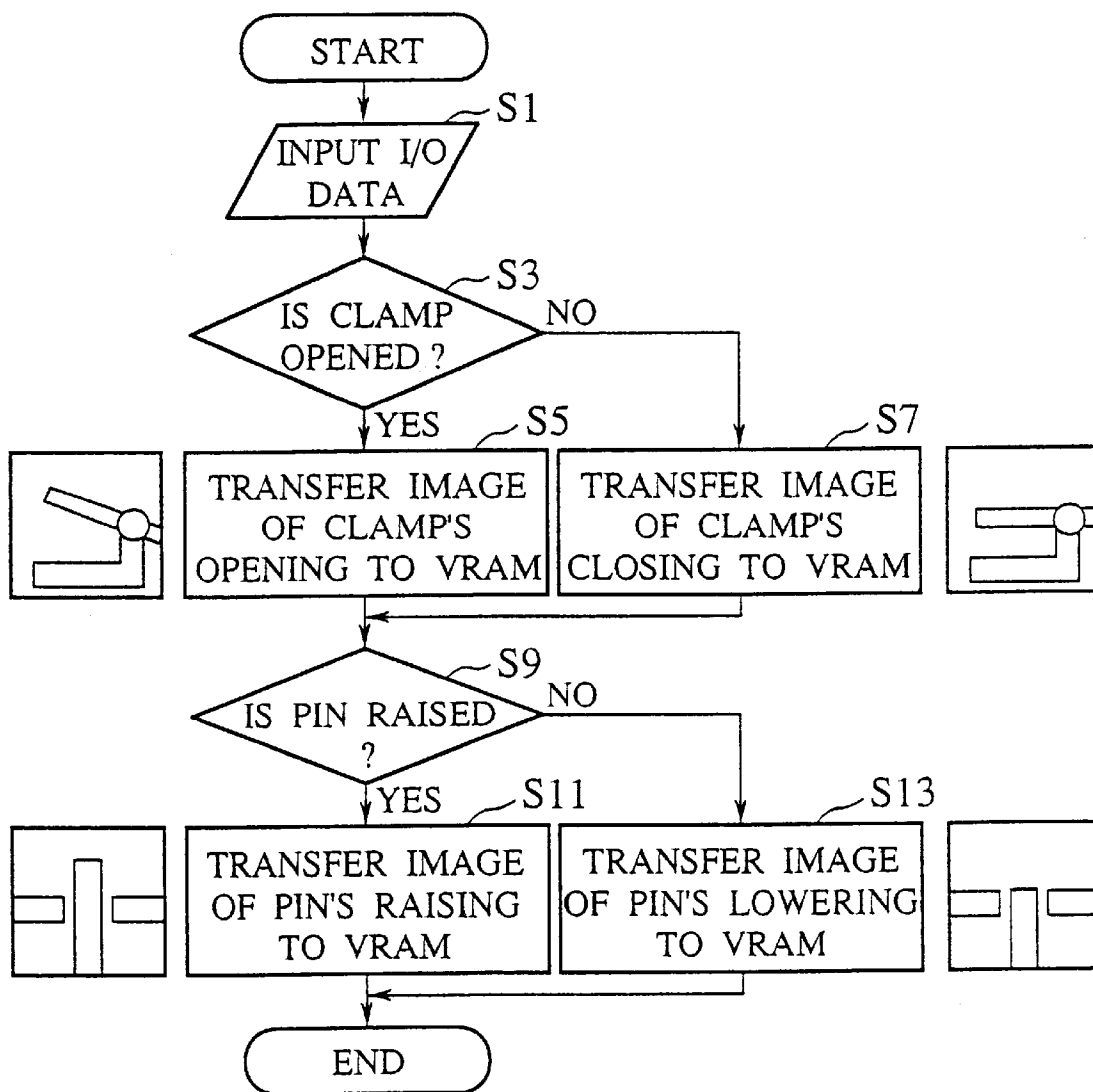 START
S1
INPUT I/O
DATA
S3
IS CLAMP
OPENED ?
NO
YES
S5
TRANSFER IMAGE
OF CLAMP'S
OPENING TO VRAM
S7
TRANSFER IMAGE
OF CLAMP'S
CLOSING TO VRAM
S9
IS PIN RAISED
?
NO
YES
S11
TRANSFER IMAGE
OF PIN'S RAISING
TO VRAM
S13
TRANSFER IMAGE
OF PIN'S LOWERING
TO VRAM
END